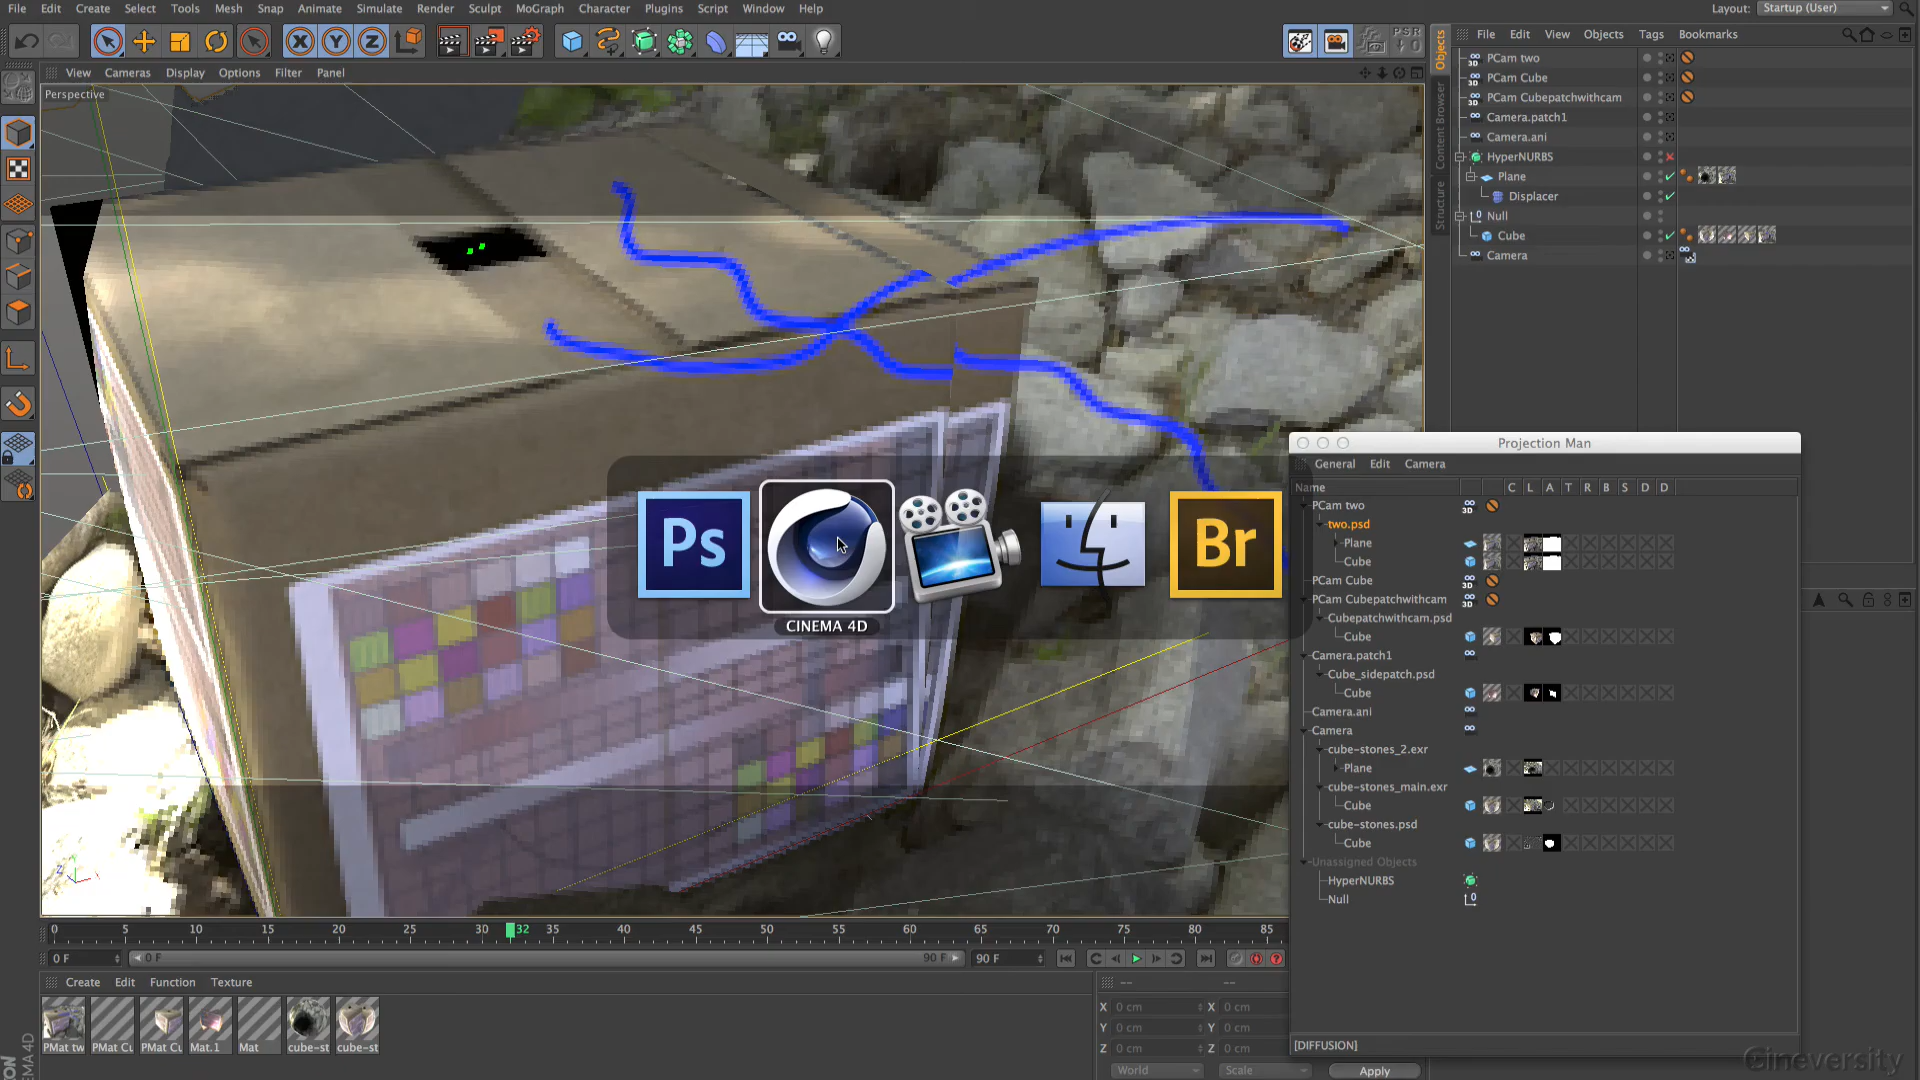 File Edit Create Select Tools Mesh Snap Animate Simulate Render Sculpt MoGraph Character Plugins Script Window Help
Layout: Startup (User)
View Cameras Display Options Filter Panel
Perspective
File Edit View Objects Tags Bookmarks
Objects
Content Browser
Structure
PCam two
PCam Cube
PCam Cubepatchwithcam
Camera.patch1
Camera.ani
HyperNURBS
Plane
Displacer
Null
Cube
Camera
PSR
Ps
Br
CINEMA 4D
Projection Man
General Edit Camera
Name C L A T R B S D D
PCam two
two.psd
Plane
Cube
PCam Cube
PCam Cubepatchwithcam
Cubepatchwithcam.psd
Cube
Camera.patch1
Cube_sidepatch.psd
Cube
Camera.ani
Camera
cube-stones_2.exr
Plane
cube-stones_main.exr
Cube
cube-stones.psd
Cube
Unassigned Objects
HyperNURBS
Null
[DIFFUSION]
0 5 10 15 20 25 30 32 35 40 45 50 55 60 65 70 75 80 85
0 F 0 F 90 F 90 F
Create Edit Function Texture
PMat tw PMat Cu PMat Cu Mat.1 Mat cube-st cube-st
-- --
X 0 cm X 0 cm
Y 0 cm Y 0 cm
Z 0 cm Z 0 cm
World Scale Apply
Cineversity